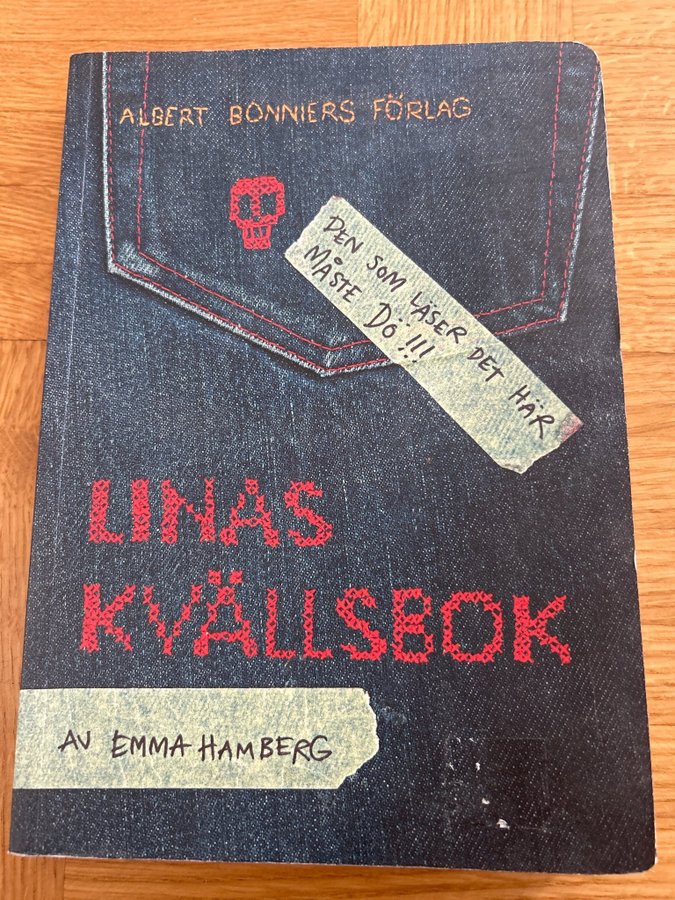 ALBERT BONNIERS FÖRLAG
DEN SOM LÄSER DET HÄR
MÅSTE DÖ!!!
LINAS
KVÄLLSBOK
AV EMMA HAMBERG